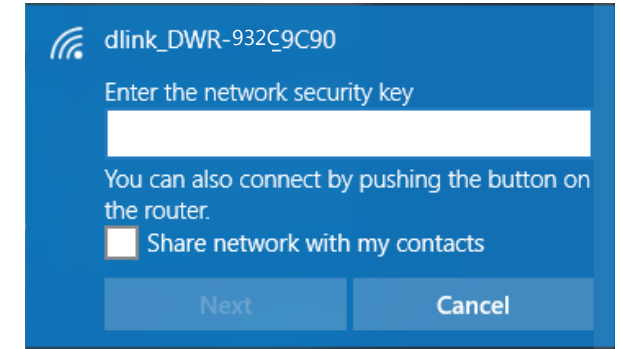 dlink_DWR-932C_9C90
Enter the network security key
You can also connect by pushing the button on
the router.
Share network with my contacts
Next
Cancel